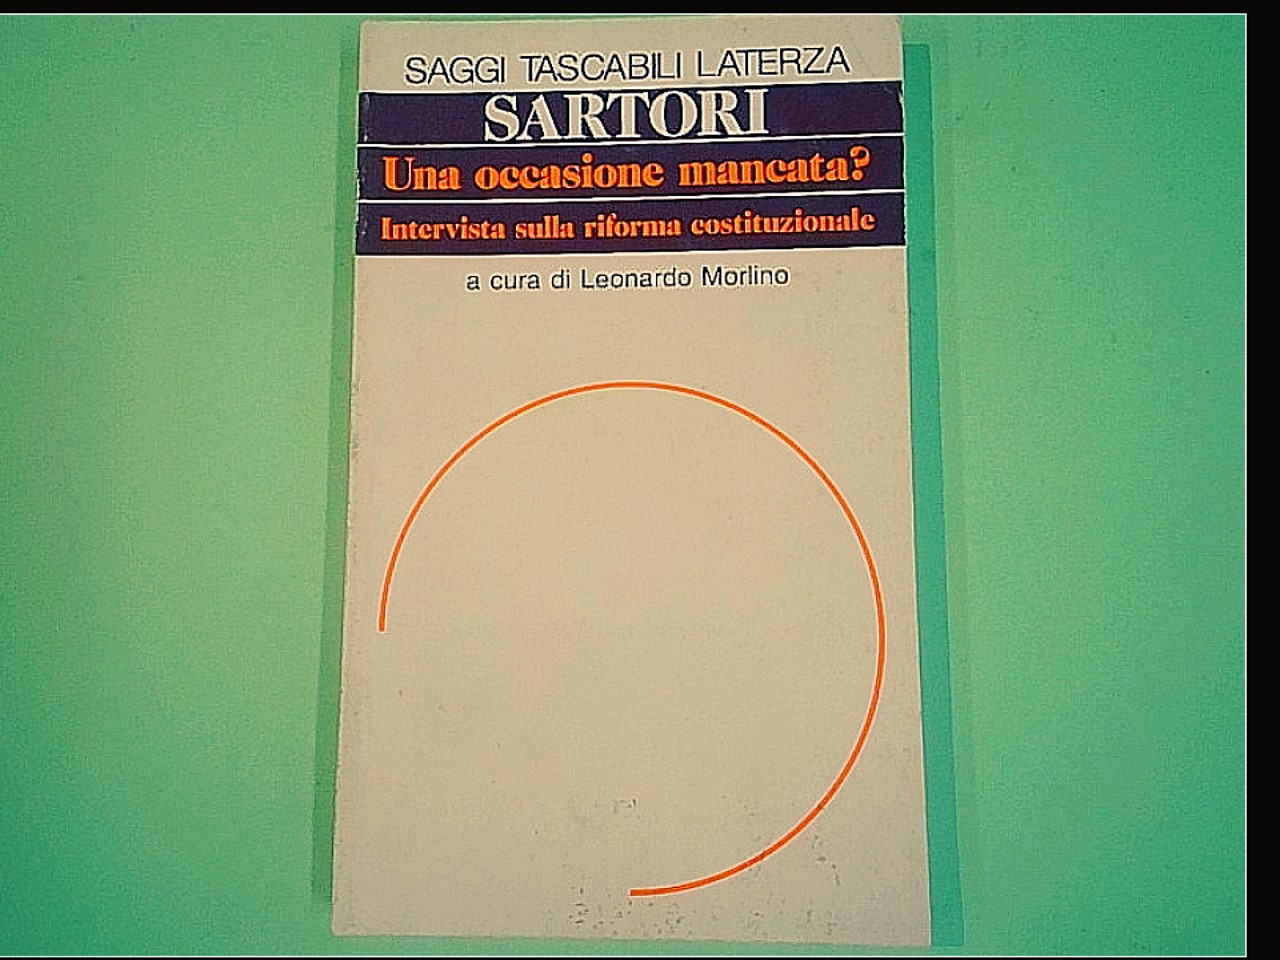 SAGGI TASCABILI LATERZA
SARTORI
Una occasione mancata?
Intervista sulla riforma costituzionale
a cura di Leonardo Morlino